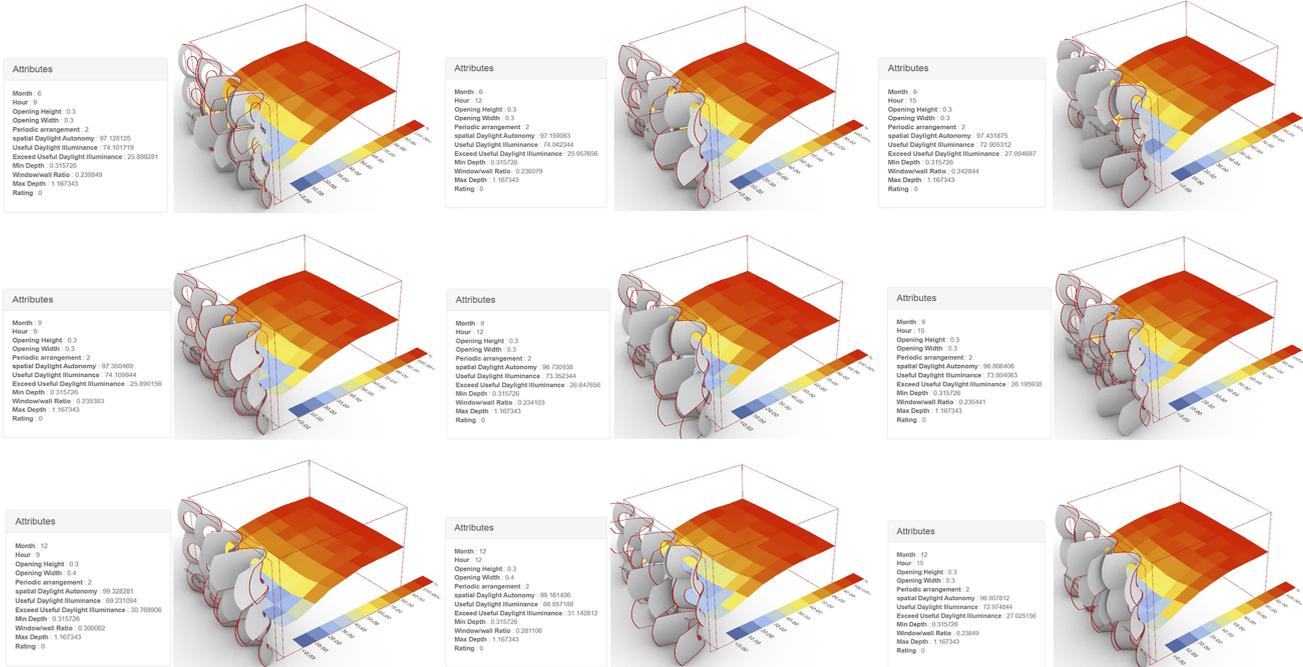 Attributes
Month : 6
Hour : 9
Opening Height : 0.3
Opening Width : 0.3
Periodic arrangement : 2
spatial Daylight Autonomy : 97.128125
Useful Daylight Illuminance : 74.101719
Exceed Useful Daylight Illuminance : 25.898281
Min Depth : 0.315726
Window/wall Ratio : 0.239849
Max Depth : 1.167343
Rating : 0
Attributes
Month : 6
Hour : 12
Opening Height : 0.3
Opening Width : 0.3
Periodic arrangement : 2
spatial Daylight Autonomy : 97.159063
Useful Daylight Illuminance : 74.042344
Exceed Useful Daylight Illuminance : 25.957656
Min Depth : 0.315726
Window/wall Ratio : 0.236079
Max Depth : 1.167343
Rating : 0
Attributes
Month : 6
Hour : 15
Opening Height : 0.3
Opening Width : 0.3
Periodic arrangement : 2
spatial Daylight Autonomy : 97.431875
Useful Daylight Illuminance : 72.905312
Exceed Useful Daylight Illuminance : 27.094687
Min Depth : 0.315726
Window/wall Ratio : 0.242844
Max Depth : 1.167343
Rating : 0
Attributes
Month : 9
Hour : 9
Opening Height : 0.3
Opening Width : 0.3
Periodic arrangement : 2
spatial Daylight Autonomy : 97.350469
Useful Daylight Illuminance : 74.109844
Exceed Useful Daylight Illuminance : 25.890156
Min Depth : 0.315726
Window/wall Ratio : 0.235383
Max Depth : 1.167343
Rating : 0
Attributes
Month : 9
Hour : 12
Opening Height : 0.3
Opening Width : 0.3
Periodic arrangement : 2
spatial Daylight Autonomy : 96.730938
Useful Daylight Illuminance : 73.352344
Exceed Useful Daylight Illuminance : 26.647656
Min Depth : 0.315726
Window/wall Ratio : 0.234103
Max Depth : 1.167343
Rating : 0
Attributes
Month : 9
Hour : 15
Opening Height : 0.3
Opening Width : 0.3
Periodic arrangement : 2
spatial Daylight Autonomy : 96.806406
Useful Daylight Illuminance : 73.804063
Exceed Useful Daylight Illuminance : 26.195938
Min Depth : 0.315726
Window/wall Ratio : 0.235441
Max Depth : 1.167343
Rating : 0
Attributes
Month : 12
Hour : 9
Opening Height : 0.3
Opening Width : 0.4
Periodic arrangement : 2
spatial Daylight Autonomy : 99.328281
Useful Daylight Illuminance : 69.231094
Exceed Useful Daylight Illuminance : 30.768906
Min Depth : 0.315726
Window/wall Ratio : 0.300062
Max Depth : 1.167343
Rating : 0
Attributes
Month : 12
Hour : 12
Opening Height : 0.3
Opening Width : 0.4
Periodic arrangement : 2
spatial Daylight Autonomy : 99.161406
Useful Daylight Illuminance : 68.857188
Exceed Useful Daylight Illuminance : 31.142812
Min Depth : 0.315726
Window/wall Ratio : 0.281106
Max Depth : 1.167343
Rating : 0
Attributes
Month : 12
Hour : 15
Opening Height : 0.3
Opening Width : 0.3
Periodic arrangement : 2
spatial Daylight Autonomy : 96.907812
Useful Daylight Illuminance : 72.974844
Exceed Useful Daylight Illuminance : 27.025156
Min Depth : 0.315726
Window/wall Ratio : 0.23849
Max Depth : 1.167343
Rating : 0